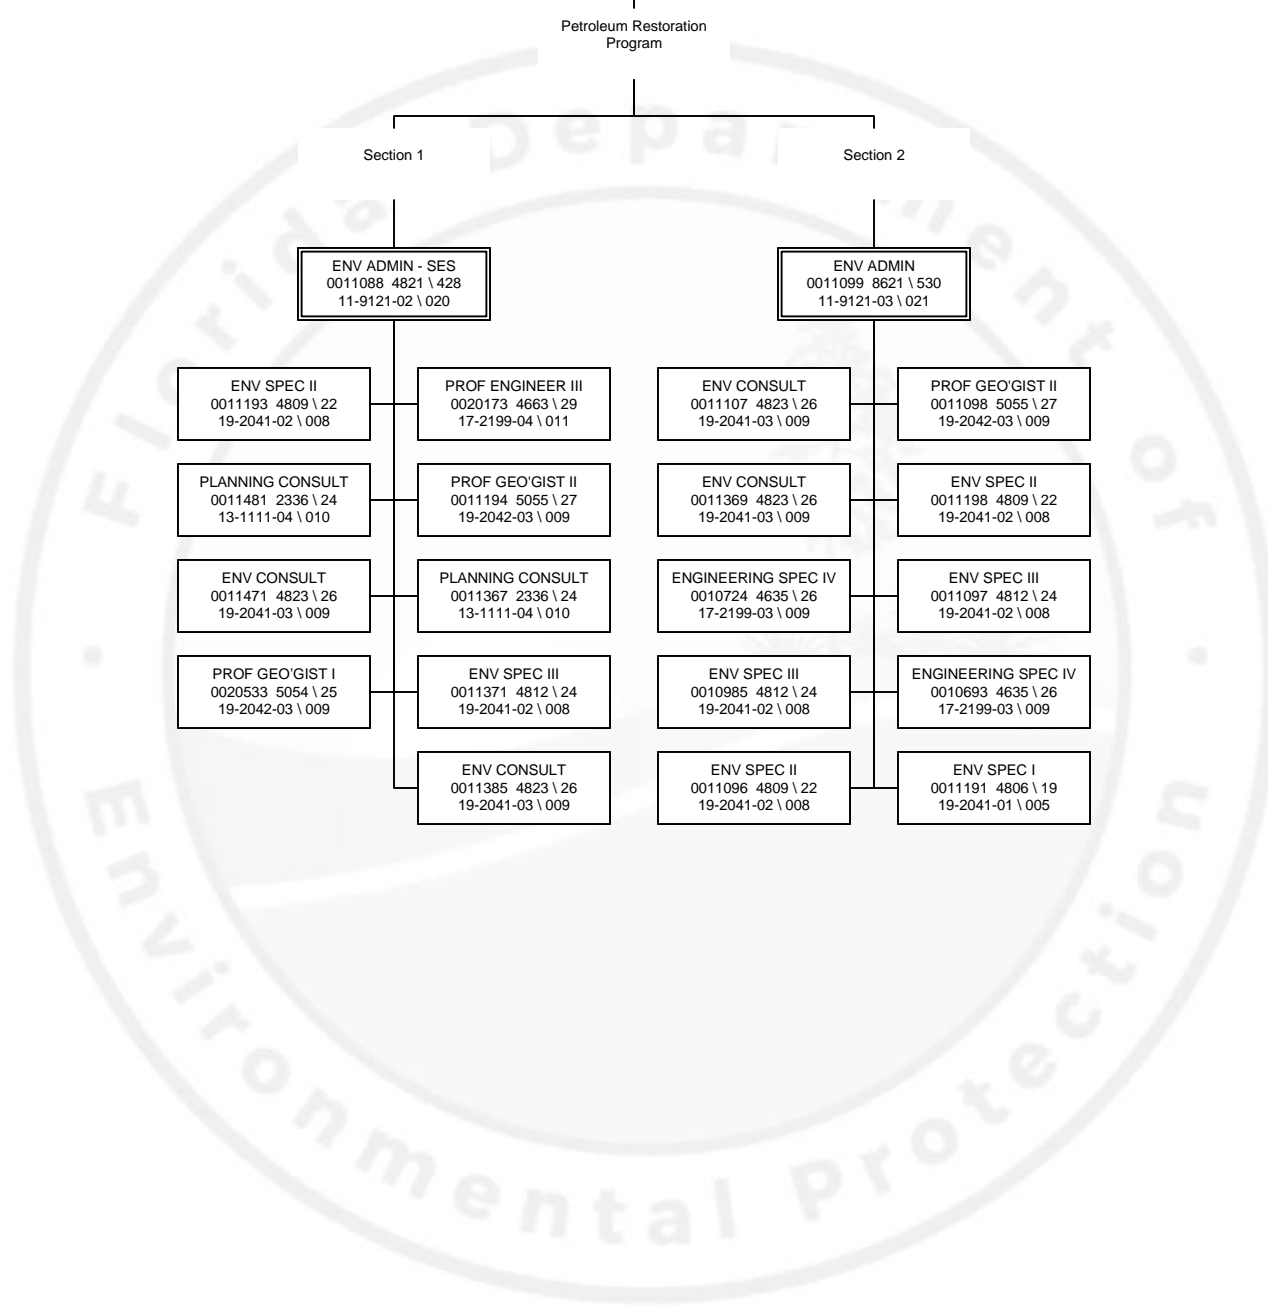 Petroleum Restoration
Program
Section 1
Section 2
ENV ADMIN - SES
0011088 4821 \ 428
11-9121-02 \ 020
ENV ADMIN
0011099 8621 \ 530
11-9121-03 \ 021
ENV SPEC II
0011193 4809 \ 22
19-2041-02 \ 008
PROF ENGINEER III
0020173 4663 \ 29
17-2199-04 \ 011
ENV CONSULT
0011107 4823 \ 26
19-2041-03 \ 009
PROF GEO'GIST II
0011098 5055 \ 27
19-2042-03 \ 009
PLANNING CONSULT
0011481 2336 \ 24
13-1111-04 \ 010
PROF GEO'GIST II
0011194 5055 \ 27
19-2042-03 \ 009
ENV CONSULT
0011369 4823 \ 26
19-2041-03 \ 009
ENV SPEC II
0011198 4809 \ 22
19-2041-02 \ 008
ENV CONSULT
0011471 4823 \ 26
19-2041-03 \ 009
PLANNING CONSULT
0011367 2336 \ 24
13-1111-04 \ 010
ENGINEERING SPEC IV
0010724 4635 \ 26
17-2199-03 \ 009
ENV SPEC III
0011097 4812 \ 24
19-2041-02 \ 008
PROF GEO'GIST I
0020533 5054 \ 25
19-2042-03 \ 009
ENV SPEC III
0011371 4812 \ 24
19-2041-02 \ 008
ENV SPEC III
0010985 4812 \ 24
19-2041-02 \ 008
ENGINEERING SPEC IV
0010693 4635 \ 26
17-2199-03 \ 009
ENV CONSULT
0011385 4823 \ 26
19-2041-03 \ 009
ENV SPEC II
0011096 4809 \ 22
19-2041-02 \ 008
ENV SPEC I
0011191 4806 \ 19
19-2041-01 \ 005
Florida Depa ment of
Environmental Protection